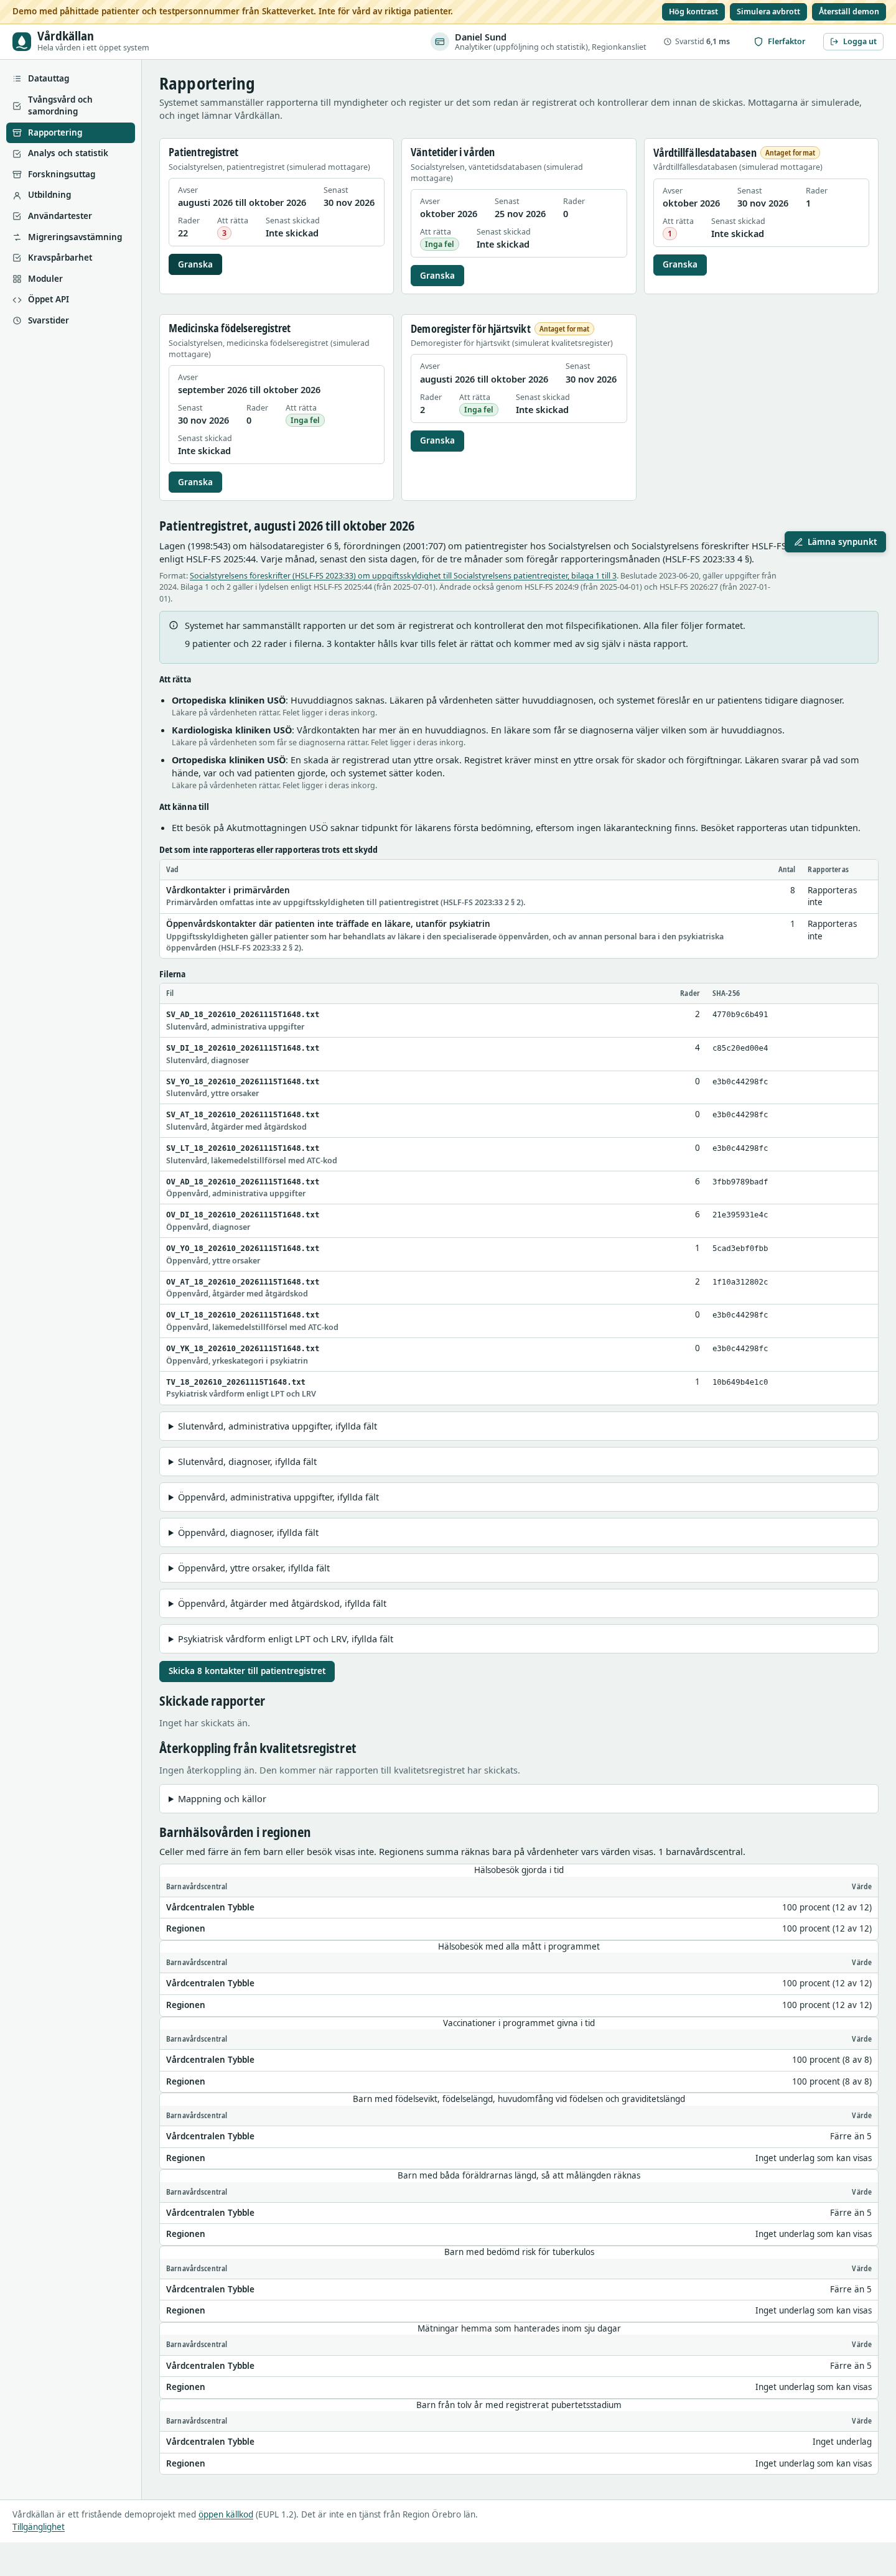 Demo med påhittade patienter och testpersonnummer från Skatteverket. Inte för vård av riktiga patienter.
Hög kontrast
Simulera avbrott
Återställ demon
Vårdkällan
Hela vården i ett öppet system
Daniel Sund
Analytiker (uppföljning och statistik), Regionkansliet
Svarstid 6,1 ms
Flerfaktor
Logga ut
Datauttag
Tvångsvård och
samordning
Rapportering
Analys och statistik
Forskningsuttag
Utbildning
Användartester
Migreringsavstämning
Kravspårbarhet
Moduler
Öppet API
Svarstider
Rapportering
Systemet sammanställer rapporterna till myndigheter och register ur det som redan är registrerat och kontrollerar dem innan de skickas. Mottagarna är simulerade,
och inget lämnar Vårdkällan.
Patientregistret
Socialstyrelsen, patientregistret (simulerad mottagare)
Avser
augusti 2026 till oktober 2026
Senast
30 nov 2026
Rader
22
Att rätta
3
Senast skickad
Inte skickad
Granska
Väntetider i vården
Socialstyrelsen, väntetidsdatabasen (simulerad
mottagare)
Avser
oktober 2026
Senast
25 nov 2026
Rader
0
Att rätta
Inga fel
Senast skickad
Inte skickad
Granska
Vårdtillfällesdatabasen
Antaget format
Vårdtillfällesdatabasen (simulerad mottagare)
Avser
oktober 2026
Senast
30 nov 2026
Rader
1
Att rätta
1
Senast skickad
Inte skickad
Granska
Medicinska födelseregistret
Socialstyrelsen, medicinska födelseregistret (simulerad
mottagare)
Avser
september 2026 till oktober 2026
Senast
30 nov 2026
Rader
0
Att rätta
Inga fel
Senast skickad
Inte skickad
Granska
Demoregister för hjärtsvikt
Antaget format
Demoregister för hjärtsvikt (simulerat kvalitetsregister)
Avser
augusti 2026 till oktober 2026
Senast
30 nov 2026
Rader
2
Att rätta
Inga fel
Senast skickad
Inte skickad
Granska
Patientregistret, augusti 2026 till oktober 2026
Lämna synpunkt
Lagen (1998:543) om hälsodataregister 6 §, förordningen (2001:707) om patientregister hos Socialstyrelsen och Socialstyrelsens föreskrifter HSLF-FS
enligt HSLF-FS 2025:44. Varje månad, senast den sista dagen, för de tre månader som föregår rapporteringsmånaden (HSLF-FS 2023:33 4 §).
Format: Socialstyrelsens föreskrifter (HSLF-FS 2023:33) om uppgiftsskyldighet till Socialstyrelsens patientregister, bilaga 1 till 3. Beslutade 2023-06-20, gäller uppgifter från
2024. Bilaga 1 och 2 gäller i lydelsen enligt HSLF-FS 2025:44 (från 2025-07-01). Ändrade också genom HSLF-FS 2024:9 (från 2025-04-01) och HSLF-FS 2026:27 (från 2027-01-
01).
Systemet har sammanställt rapporten ur det som är registrerat och kontrollerat den mot filspecifikationen. Alla filer följer formatet.
9 patienter och 22 rader i filerna. 3 kontakter hålls kvar tills felet är rättat och kommer med av sig själv i nästa rapport.
Att rätta
Ortopediska kliniken USÖ: Huvuddiagnos saknas. Läkaren på vårdenheten sätter huvuddiagnosen, och systemet föreslår en ur patientens tidigare diagnoser.
Läkare på vårdenheten rättar. Felet ligger i deras inkorg.
Kardiologiska kliniken USÖ: Vårdkontakten har mer än en huvuddiagnos. En läkare som får se diagnoserna väljer vilken som är huvuddiagnos.
Läkare på vårdenheten som får se diagnoserna rättar. Felet ligger i deras inkorg.
Ortopediska kliniken USÖ: En skada är registrerad utan yttre orsak. Registret kräver minst en yttre orsak för skador och förgiftningar. Läkaren svarar på vad som
hände, var och vad patienten gjorde, och systemet sätter koden.
Läkare på vårdenheten rättar. Felet ligger i deras inkorg.
Att känna till
Ett besök på Akutmottagningen USÖ saknar tidpunkt för läkarens första bedömning, eftersom ingen läkaranteckning finns. Besöket rapporteras utan tidpunkten.
Det som inte rapporteras eller rapporteras trots ett skydd
Vad
Antal
Rapporteras
Vårdkontakter i primärvården
Primärvården omfattas inte av uppgiftsskyldigheten till patientregistret (HSLF-FS 2023:33 2 § 2).
8
Rapporteras
inte
Öppenvårdskontakter där patienten inte träffade en läkare, utanför psykiatrin
Uppgiftsskyldigheten gäller patienter som har behandlats av läkare i den specialiserade öppenvården, och av annan personal bara i den psykiatriska
öppenvården (HSLF-FS 2023:33 2 § 2).
1
Rapporteras
inte
Filerna
Fil
Rader
SHA-256
SV_AD_18_202610_20261115T1648.txt
Slutenvård, administrativa uppgifter
2
4770b9c6b491
SV_DI_18_202610_20261115T1648.txt
Slutenvård, diagnoser
4
c85c20ed00e4
SV_YO_18_202610_20261115T1648.txt
Slutenvård, yttre orsaker
0
e3b0c44298fc
SV_AT_18_202610_20261115T1648.txt
Slutenvård, åtgärder med åtgärdskod
0
e3b0c44298fc
SV_LT_18_202610_20261115T1648.txt
Slutenvård, läkemedelstillförsel med ATC-kod
0
e3b0c44298fc
OV_AD_18_202610_20261115T1648.txt
Öppenvård, administrativa uppgifter
6
3fbb9789badf
OV_DI_18_202610_20261115T1648.txt
Öppenvård, diagnoser
6
21e395931e4c
OV_YO_18_202610_20261115T1648.txt
Öppenvård, yttre orsaker
1
5cad3ebf0fbb
OV_AT_18_202610_20261115T1648.txt
Öppenvård, åtgärder med åtgärdskod
2
1f10a312802c
OV_LT_18_202610_20261115T1648.txt
Öppenvård, läkemedelstillförsel med ATC-kod
0
e3b0c44298fc
OV_YK_18_202610_20261115T1648.txt
Öppenvård, yrkeskategori i psykiatrin
0
e3b0c44298fc
TV_18_202610_20261115T1648.txt
Psykiatrisk vårdform enligt LPT och LRV
1
10b649b4e1c0
Slutenvård, administrativa uppgifter, ifyllda fält
Slutenvård, diagnoser, ifyllda fält
Öppenvård, administrativa uppgifter, ifyllda fält
Öppenvård, diagnoser, ifyllda fält
Öppenvård, yttre orsaker, ifyllda fält
Öppenvård, åtgärder med åtgärdskod, ifyllda fält
Psykiatrisk vårdform enligt LPT och LRV, ifyllda fält
Skicka 8 kontakter till patientregistret
Skickade rapporter
Inget har skickats än.
Återkoppling från kvalitetsregistret
Ingen återkoppling än. Den kommer när rapporten till kvalitetsregistret har skickats.
Mappning och källor
Barnhälsovården i regionen
Celler med färre än fem barn eller besök visas inte. Regionens summa räknas bara på vårdenheter vars värden visas. 1 barnavårdscentral.
Hälsobesök gjorda i tid
Barnavårdscentral
Värde
Vårdcentralen Tybble
100 procent (12 av 12)
Regionen
100 procent (12 av 12)
Hälsobesök med alla mått i programmet
Barnavårdscentral
Värde
Vårdcentralen Tybble
100 procent (12 av 12)
Regionen
100 procent (12 av 12)
Vaccinationer i programmet givna i tid
Barnavårdscentral
Värde
Vårdcentralen Tybble
100 procent (8 av 8)
Regionen
100 procent (8 av 8)
Barn med födelsevikt, födelselängd, huvudomfång vid födelsen och graviditetslängd
Barnavårdscentral
Värde
Vårdcentralen Tybble
Färre än 5
Regionen
Inget underlag som kan visas
Barn med båda föräldrarnas längd, så att målängden räknas
Barnavårdscentral
Värde
Vårdcentralen Tybble
Färre än 5
Regionen
Inget underlag som kan visas
Barn med bedömd risk för tuberkulos
Barnavårdscentral
Värde
Vårdcentralen Tybble
Färre än 5
Regionen
Inget underlag som kan visas
Mätningar hemma som hanterades inom sju dagar
Barnavårdscentral
Värde
Vårdcentralen Tybble
Färre än 5
Regionen
Inget underlag som kan visas
Barn från tolv år med registrerat pubertetsstadium
Barnavårdscentral
Värde
Vårdcentralen Tybble
Inget underlag
Regionen
Inget underlag som kan visas
Vårdkällan är ett fristående demoprojekt med öppen källkod (EUPL 1.2). Det är inte en tjänst från Region Örebro län.
Tillgänglighet